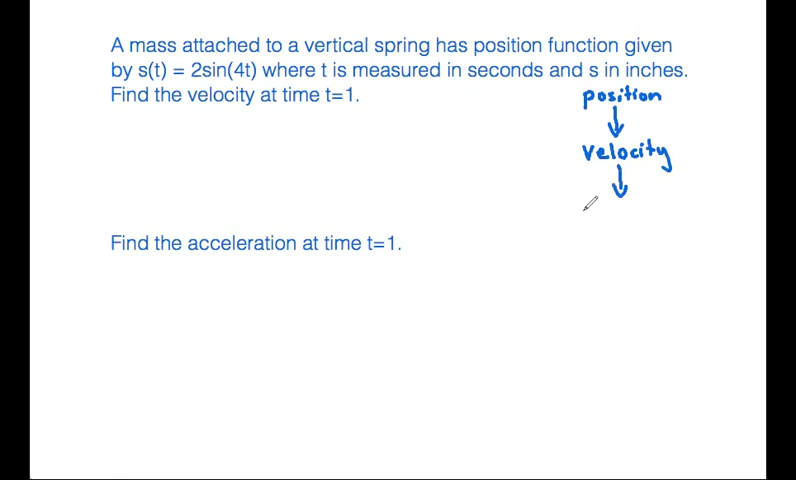 A mass attached to a vertical spring has position function given
by s(t) = 2sin(4t) where t is measured in seconds and s in inches.
Find the velocity at time t=1.
position
velocity
Find the acceleration at time t=1.